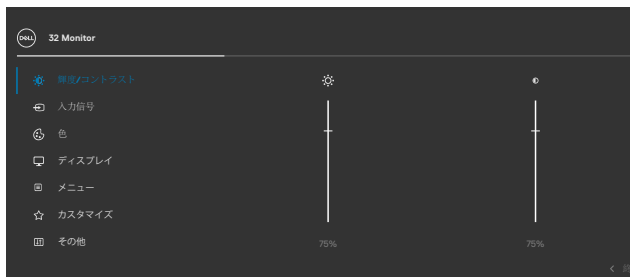 DELL 32 Monitor
輝度/コントラスト
入力信号
色
ディスプレイ
メニュー
カスタマイズ
その他
75% 75%